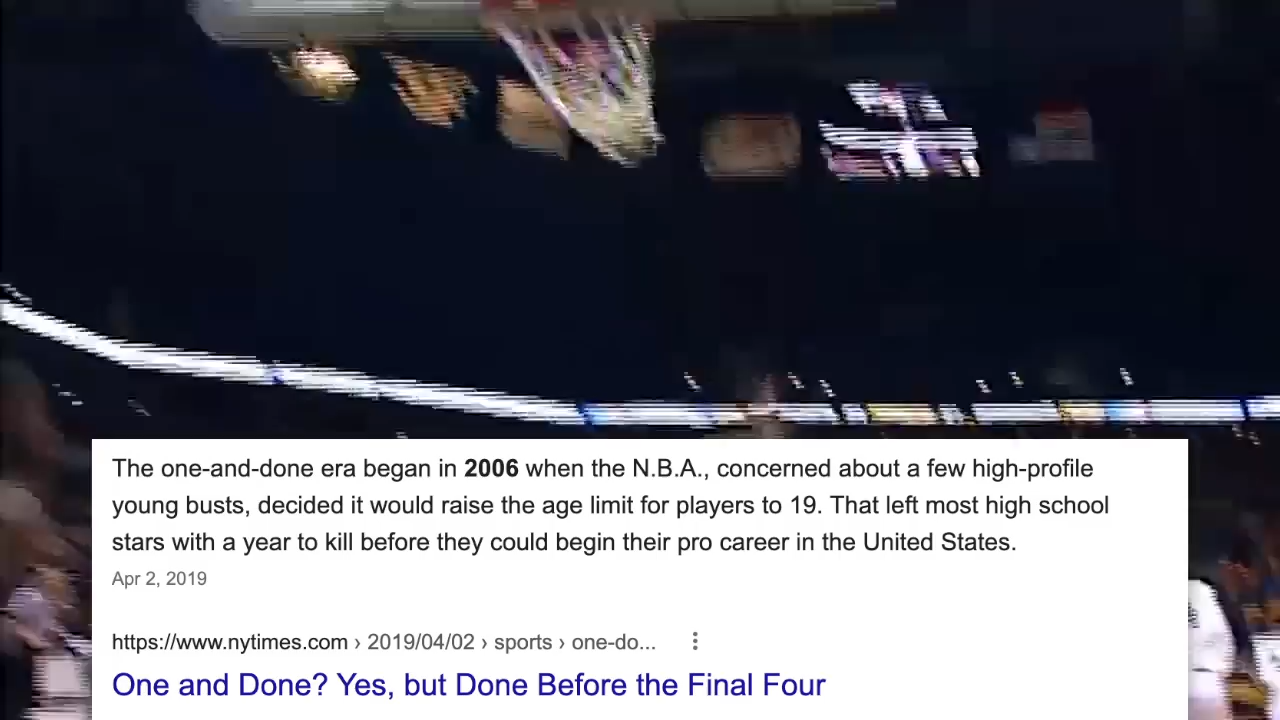 The one-and-done era began in 2006 when the N.B.A., concerned about a few high-profile
young busts, decided it would raise the age limit for players to 19. That left most high school
stars with a year to kill before they could begin their pro career in the United States.
Apr 2, 2019
https://www.nytimes.com › 2019/04/02 › sports › one-do...
One and Done? Yes, but Done Before the Final Four